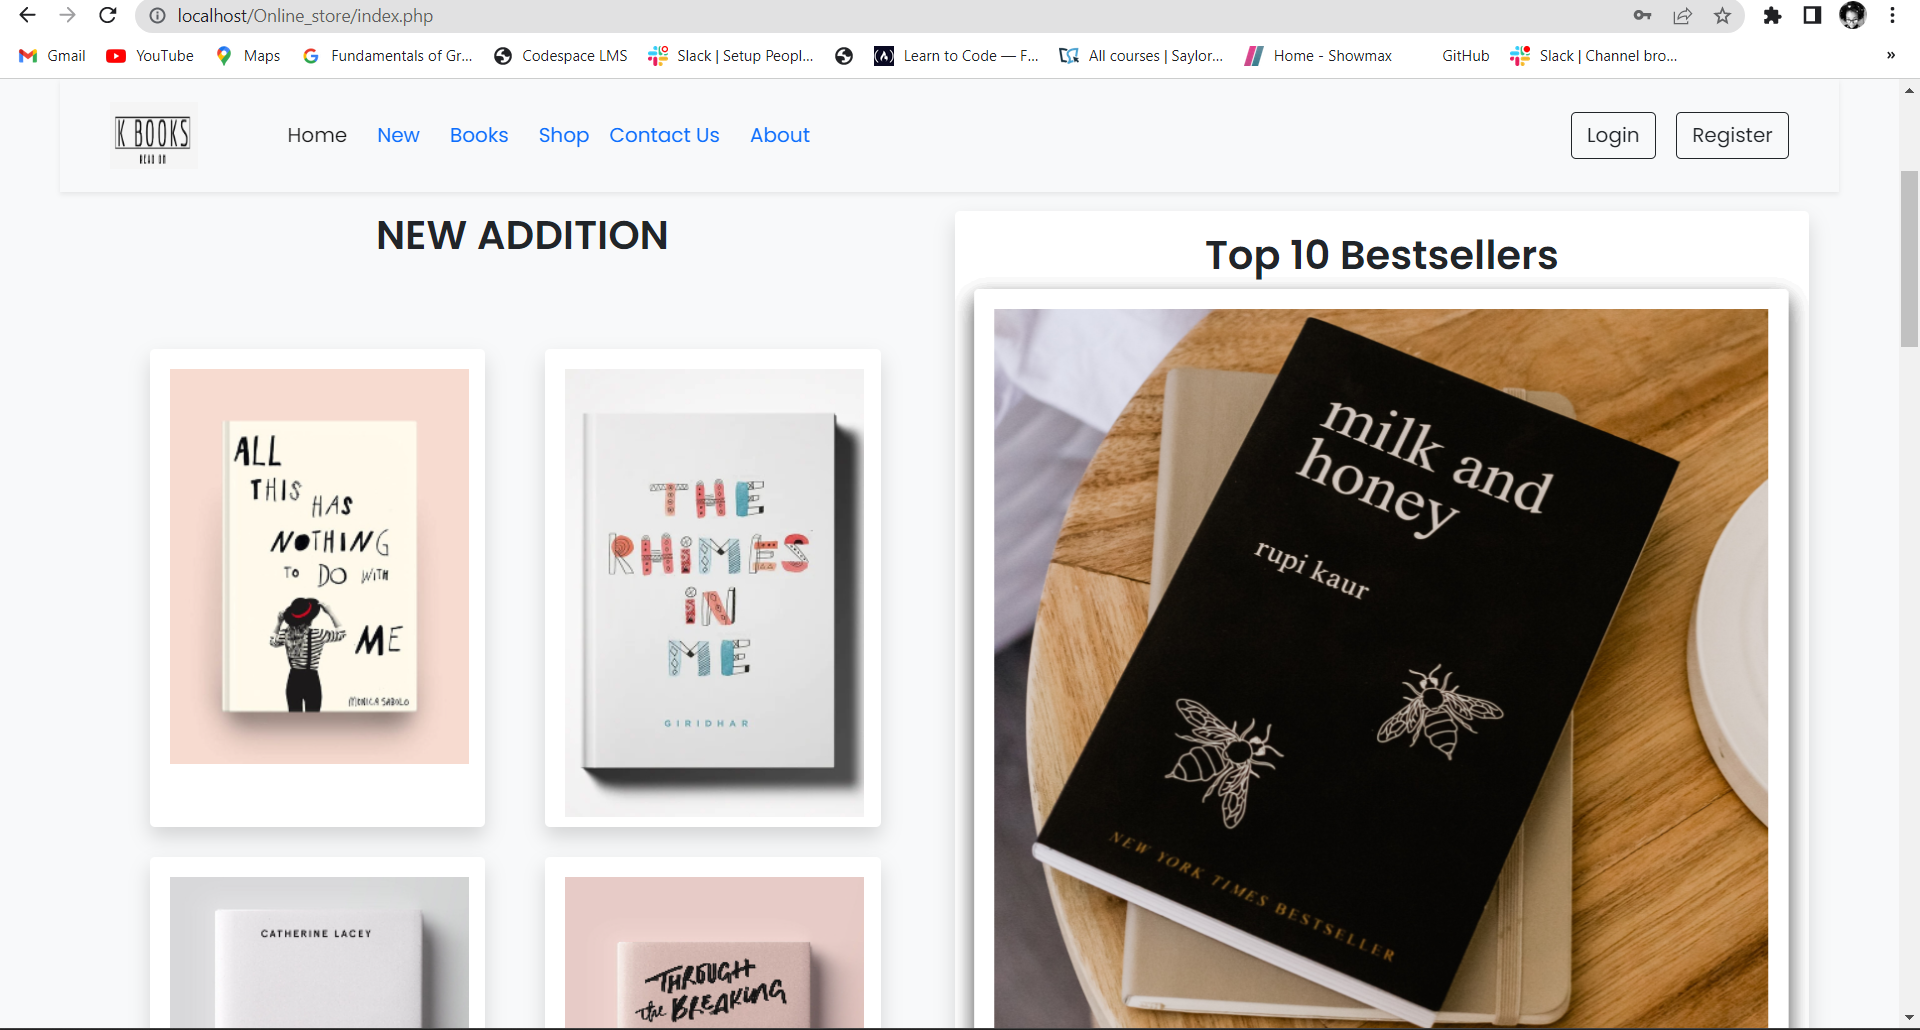 localhost/Online_store/index.php
Gmail
YouTube
Maps
Fundamentals of Gr...
Codespace LMS
Slack | Setup Peopl...
Learn to Code — F...
All courses | Saylor...
Home - Showmax
GitHub
Slack | Channel bro...
»
K BOOKS
READ ON
Home
New
Books
Shop
Contact Us
About
Login
Register
NEW ADDITION
ALL
THIS HAS
NOTHING
TO DO WITH
ME
MONICA SABOLO
THE
RHIMES
IN
ME
GIRIDHAR
CATHERINE LACEY
THROUGH
the BREAKING
Top 10 Bestsellers
milk and
honey
rupi kaur
NEW YORK TIMES BESTSELLER